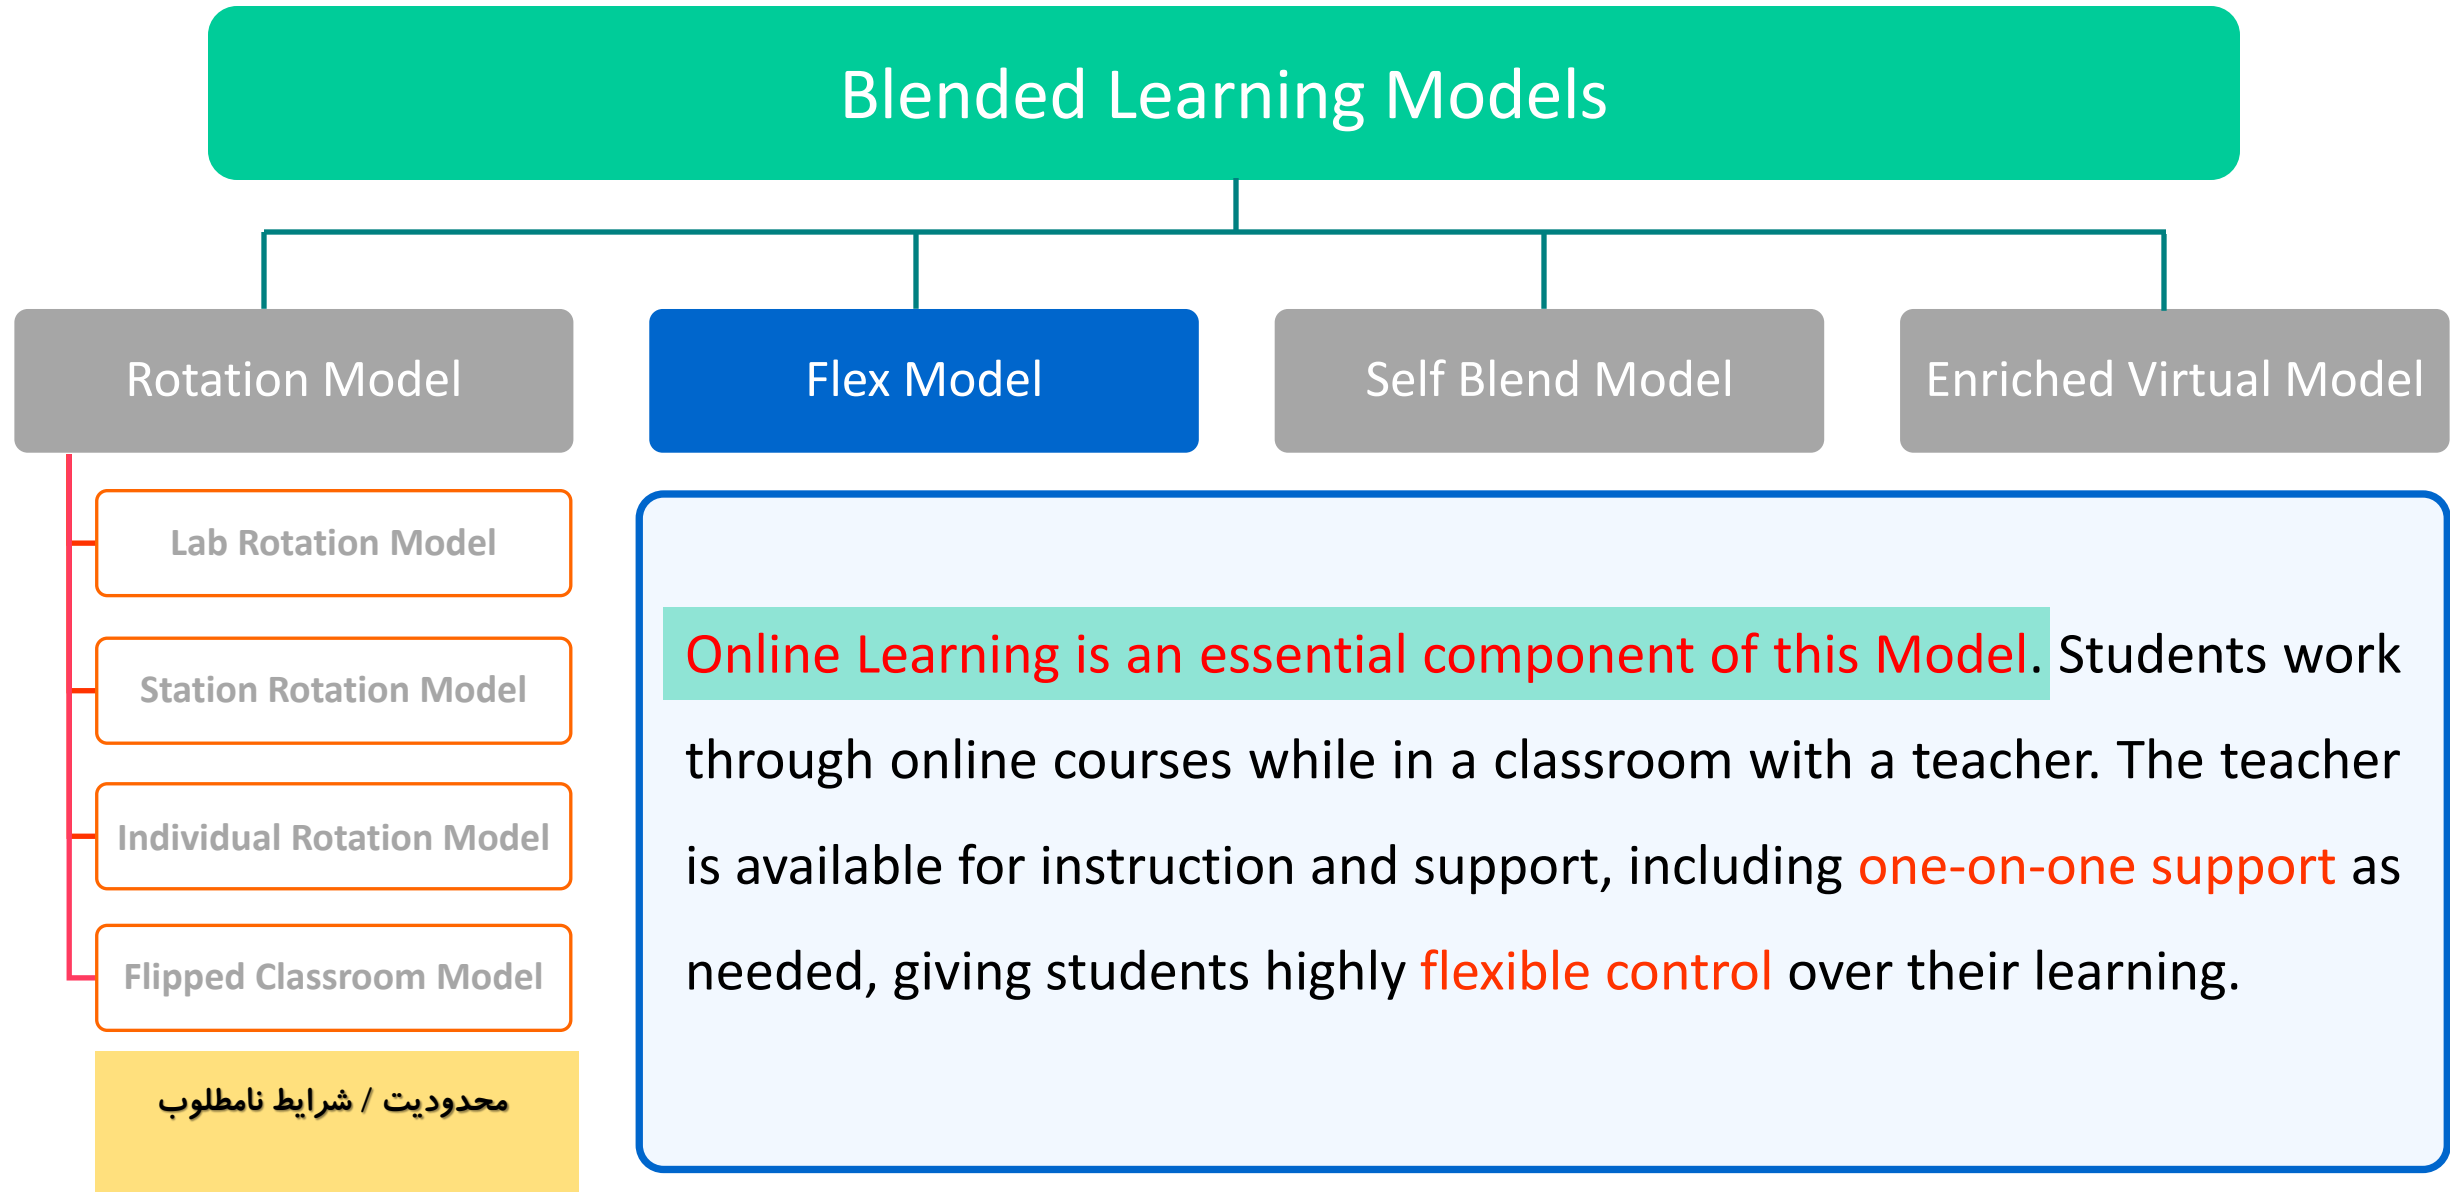 Blended Learning Models
Rotation Model
Flex Model
Self Blend Model
Enriched Virtual Model
Lab Rotation Model
Station Rotation Model
Individual Rotation Model
Flipped Classroom Model
محدودیت / شرایط نامطلوب
Online Learning is an essential component of this Model. Students work
through online courses while in a classroom with a teacher. The teacher
is available for instruction and support, including one-on-one support as
needed, giving students highly flexible control over their learning.